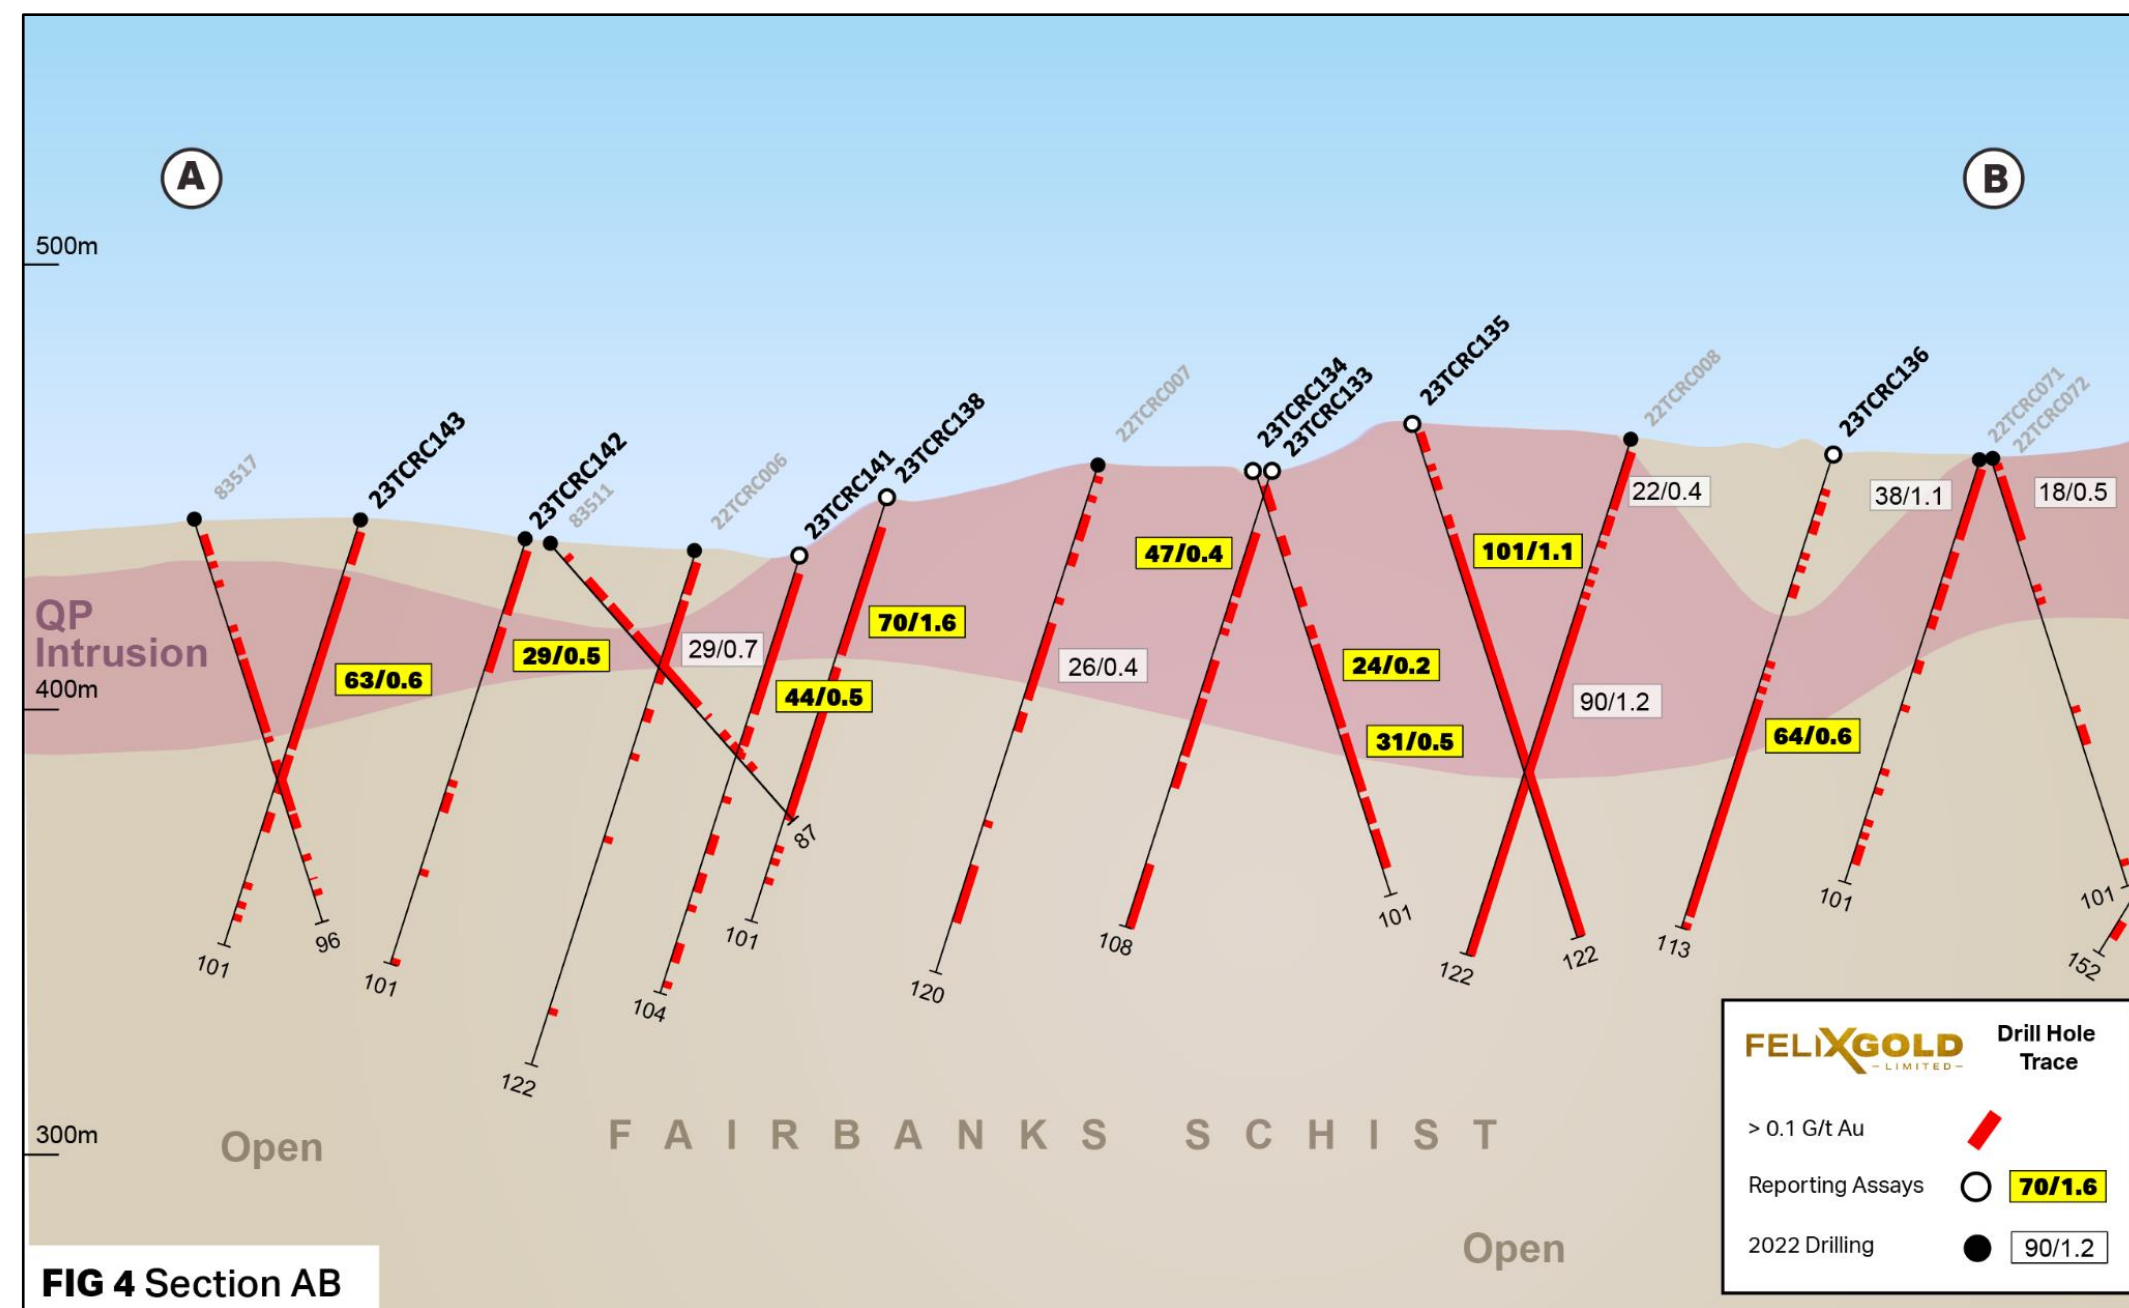 A
B
500m
400m
300m
QP
Intrusion
83517
23TCRC143
23TCRC142
83511
22TCRC006
23TCRC141
23TCRC138
22TCRC007
23TCRC134
23TCRC133
23TCRC135
22TCRC008
23TCRC136
22TCRC071
22TCRC072
63/0.6
29/0.5
29/0.7
44/0.5
70/1.6
26/0.4
47/0.4
24/0.2
31/0.5
101/1.1
22/0.4
90/1.2
64/0.6
38/1.1
18/0.5
101
96
101
122
87
104
101
120
108
101
122
122
113
101
101
152
Open
FAIRBANKS SCHIST
Open
FELIXGOLD
LIMITED
Drill Hole
Trace
> 0.1 G/t Au
Reporting Assays
70/1.6
2022 Drilling
90/1.2
FIG 4 Section AB